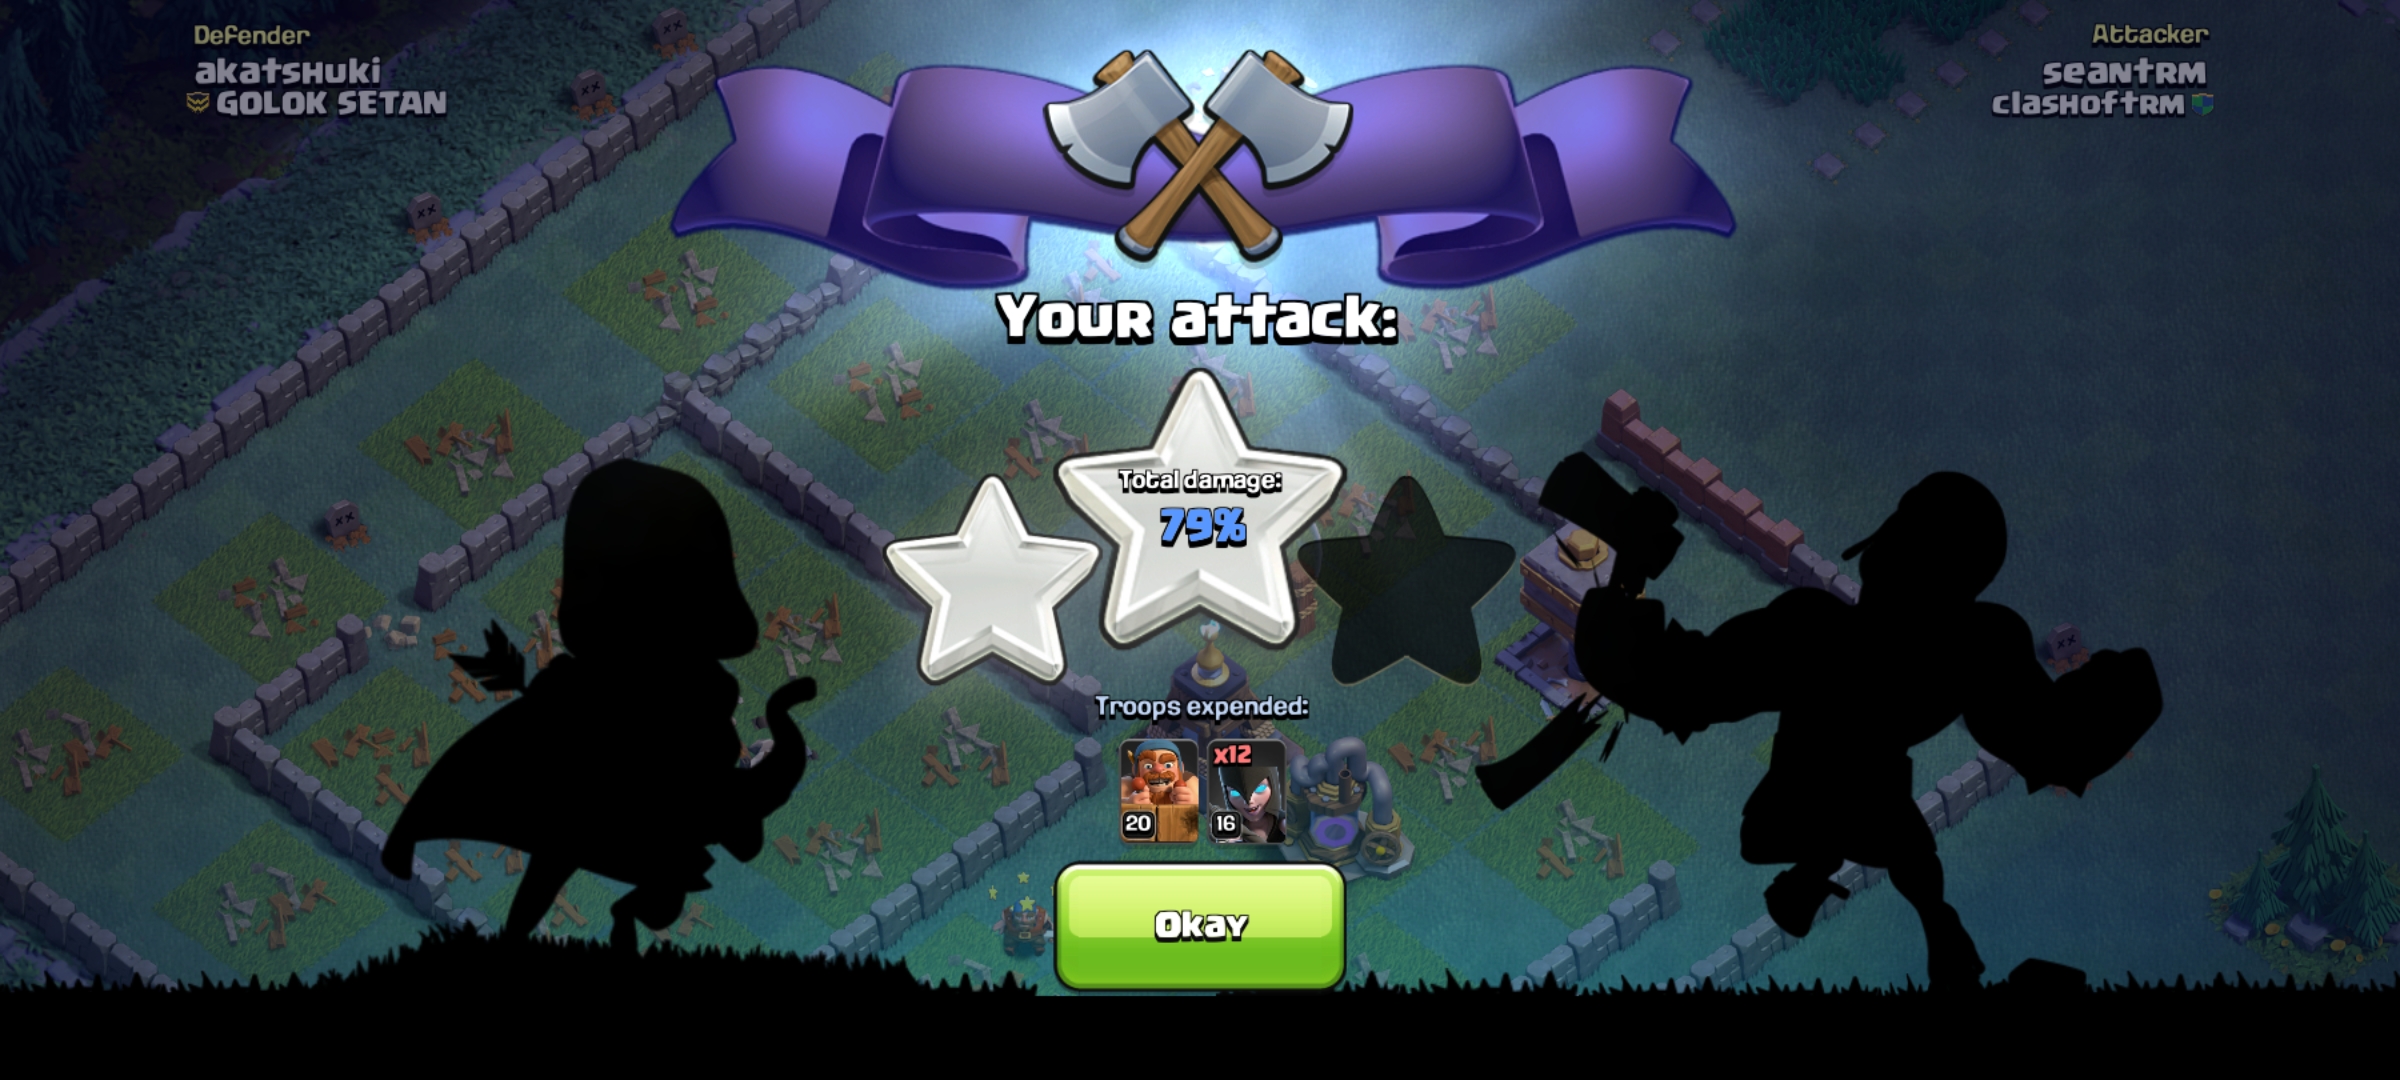 Defender
akatshuki
GOLOK SETAN
Attacker
seantrm
clashoftrm
Your attack:
Total damage:
79%
Troops expended:
x12
20
16
Okay